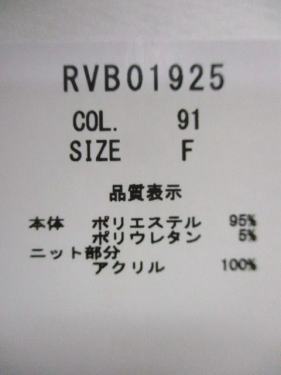 RVB01925
COL. 91
SIZE F
品質表示
本体 ポリエステル 95%
ポリウレタン 5%
ニット部分
アクリル 100%